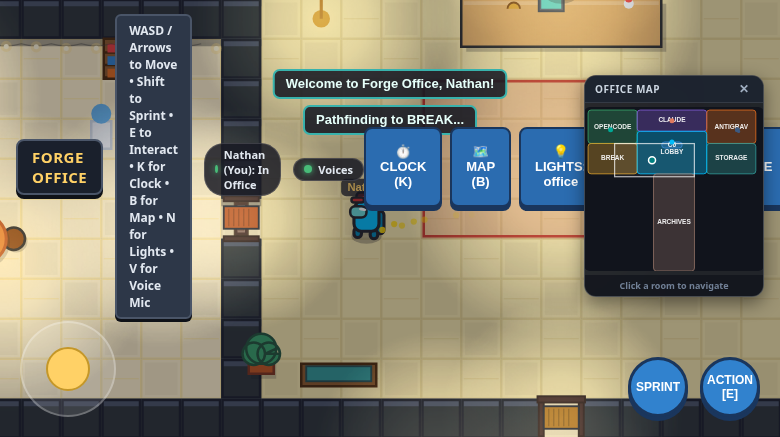 WASD /
Arrows
to Move
• Shift
to
Sprint •
E to
Interact
• K for
Clock •
B for
Map • N
for
Lights •
V for
Voice
Mic
FORGE
OFFICE
Welcome to Forge Office, Nathan!
Pathfinding to BREAK...
Nathan
(You): In
Office
Voices
CLOCK
(K)
MAP
(B)
LIGHTS
office
OFFICE MAP
✕
OPENCODE
CLAUDE
ANTIGRAV
BREAK
LOBBY
STORAGE
ARCHIVES
Click a room to navigate
SPRINT
ACTION
[E]